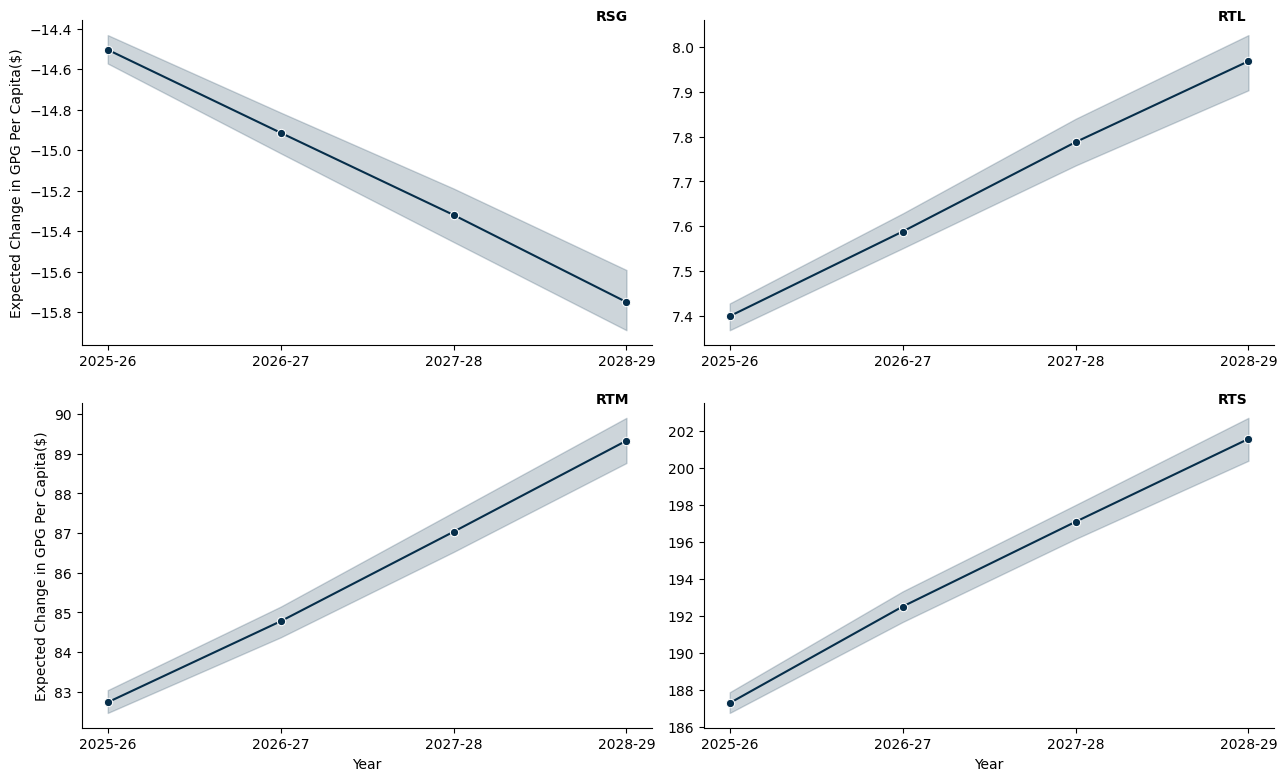 RSG
Expected Change in GPG Per Capita($)
−14.4
−14.6
−14.8
−15.0
−15.2
−15.4
−15.6
−15.8
2025-26 2026-27 2027-28 2028-29
RTL
8.0
7.9
7.8
7.7
7.6
7.5
7.4
2025-26 2026-27 2027-28 2028-29
RTM
Expected Change in GPG Per Capita($)
90
89
88
87
86
85
84
83
2025-26 2026-27 2027-28 2028-29
Year
RTS
202
200
198
196
194
192
190
188
186
2025-26 2026-27 2027-28 2028-29
Year